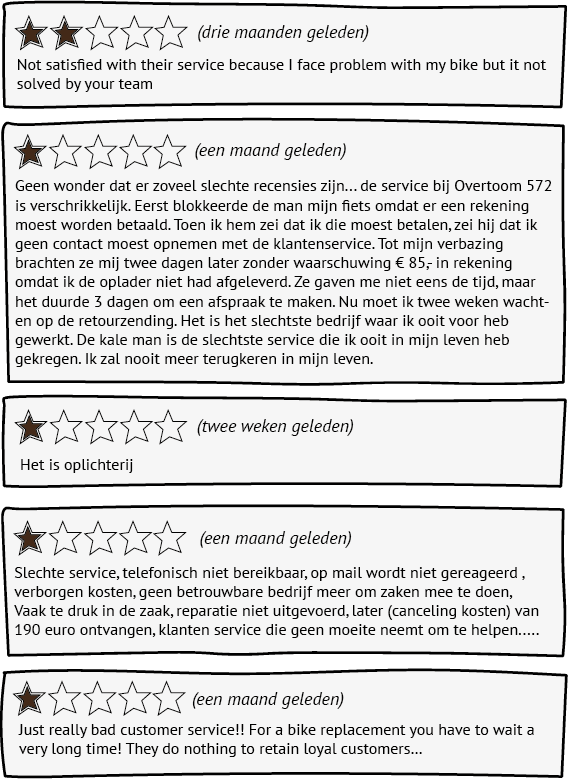 (drie maanden geleden)
Not satisfied with their service because I face problem with my bike but it not
solved by your team
(een maand geleden)
Geen wonder dat er zoveel slechte recensies zijn... de service bij Overtoom 572
is verschrikkelijk. Eerst blokkeerde de man mijn fiets omdat er een rekening
moest worden betaald. Toen ik hem zei dat ik die moest betalen, zei hij dat ik
geen contact moest opnemen met de klantenservice. Tot mijn verbazing
brachten ze mij twee dagen later zonder waarschuwing € 85,- in rekening
omdat ik de oplader niet had afgeleverd. Ze gaven me niet eens de tijd, maar
het duurde 3 dagen om een afspraak te maken. Nu moet ik twee weken wacht-
en op de retourzending. Het is het slechtste bedrijf waar ik ooit voor heb
gewerkt. De kale man is de slechtste service die ik ooit in mijn leven heb
gekregen. Ik zal nooit meer terugkeren in mijn leven.
(twee weken geleden)
Het is oplichterij
(een maand geleden)
Slechte service, telefonisch niet bereikbaar, op mail wordt niet gereageerd ,
verborgen kosten, geen betrouwbare bedrijf meer om zaken mee te doen,
Vaak te druk in de zaak, reparatie niet uitgevoerd, later (canceling kosten) van
190 euro ontvangen, klanten service die geen moeite neemt om te helpen.....
(een maand geleden)
Just really bad customer service!! For a bike replacement you have to wait a
very long time! They do nothing to retain loyal customers...